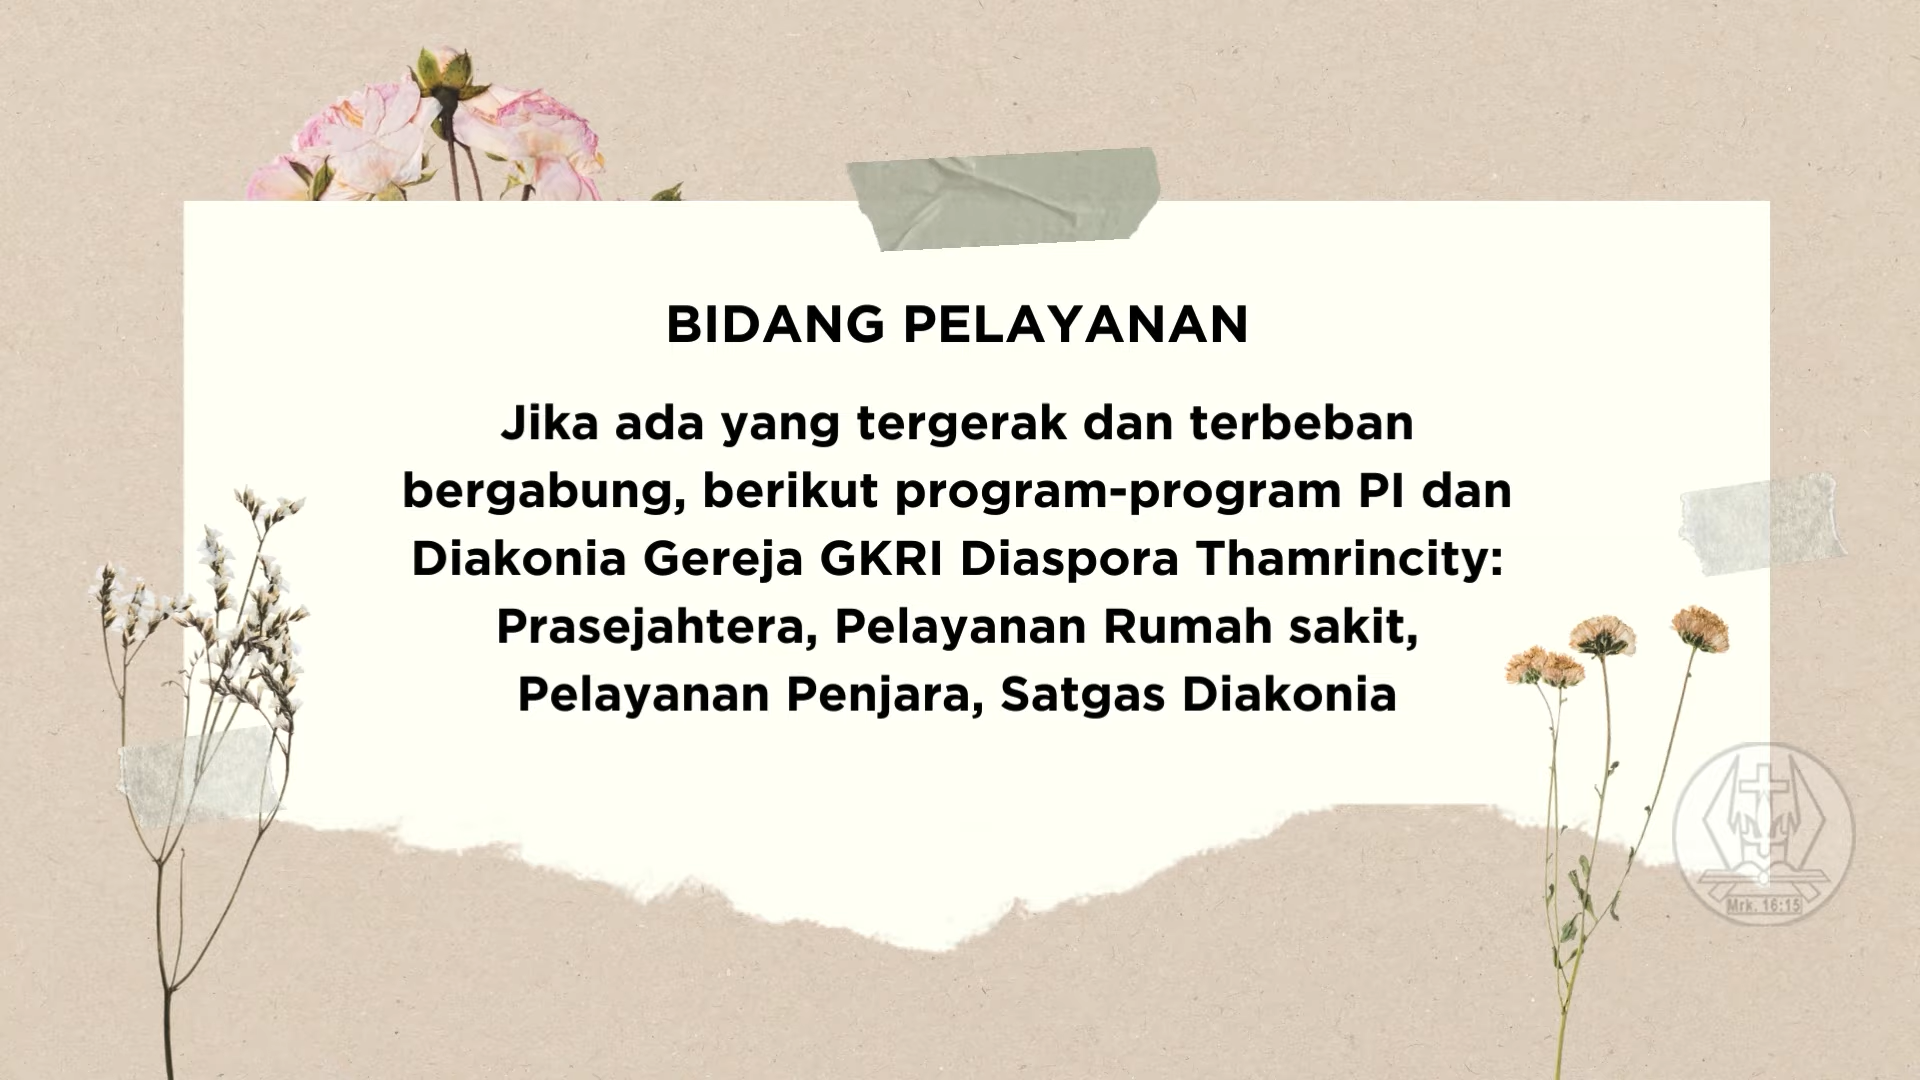 BIDANG PELAYANAN
Jika ada yang tergerak dan terbeban
bergabung, berikut program-program PI dan
Diakonia Gereja GKRI Diaspora Thamrincity:
Prasejahtera, Pelayanan Rumah sakit,
Pelayanan Penjara, Satgas Diakonia
Mrk. 16:15